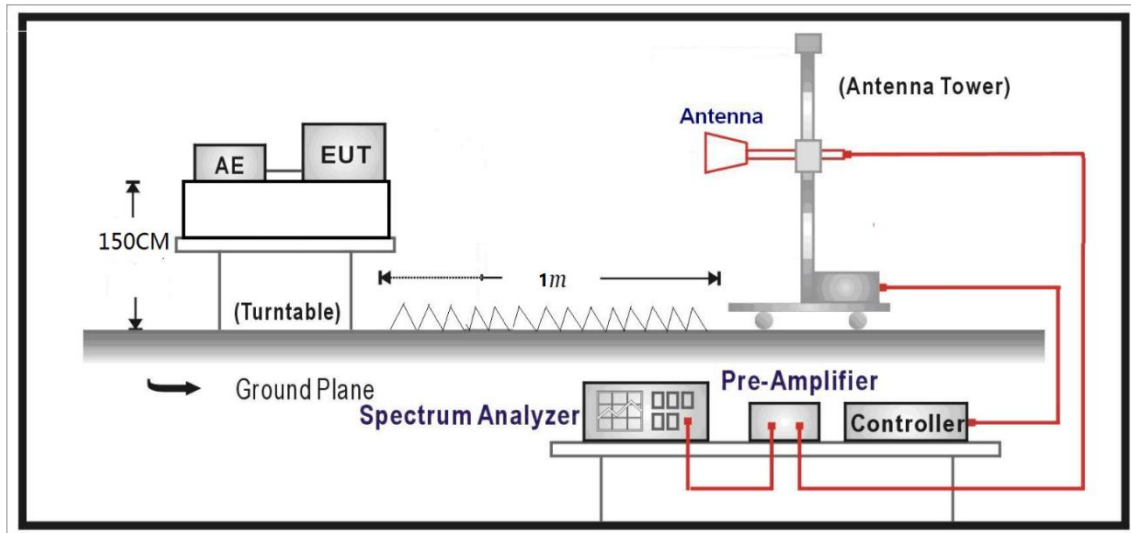 (Antenna Tower)
Antenna
AE
EUT
150CM
1m
(Turntable)
Ground Plane
Pre-Amplifier
Spectrum Analyzer
Controller